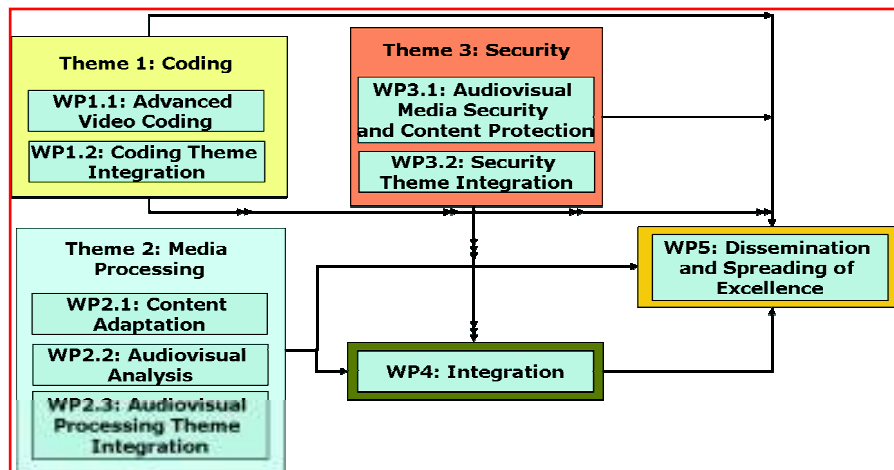 Theme 1: Coding
WP1.1: Advanced
Video Coding
WP1.2: Coding Theme
Integration
Theme 3: Security
WP3.1: Audiovisual
Media Security
and Content Protection
WP3.2: Security
Theme Integration
Theme 2: Media
Processing
WP2.1: Content
Adaptation
WP2.2: Audiovisual
Analysis
WP2.3: Audiovisual
Processing Theme
Integration
WP5: Dissemination
and Spreading of
Excellence
WP4: Integration